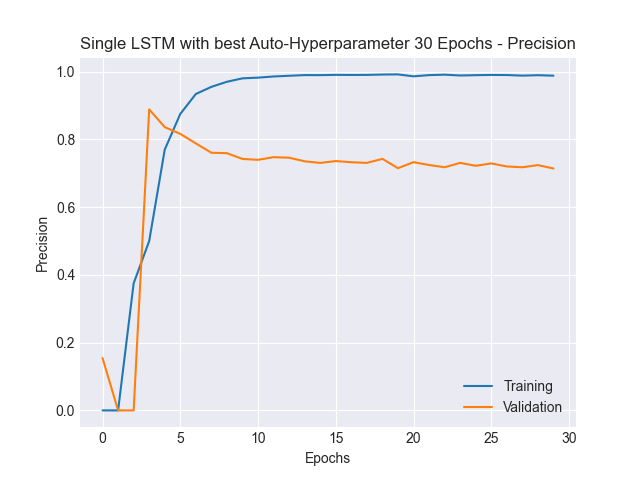 Single LSTM with best Auto-Hyperparameter 30 Epochs - Precision
1.0
0.8
0.6
0.4
0.2
0.0
Precision
Training
Validation
0 5 10 15 20 25 30
Epochs